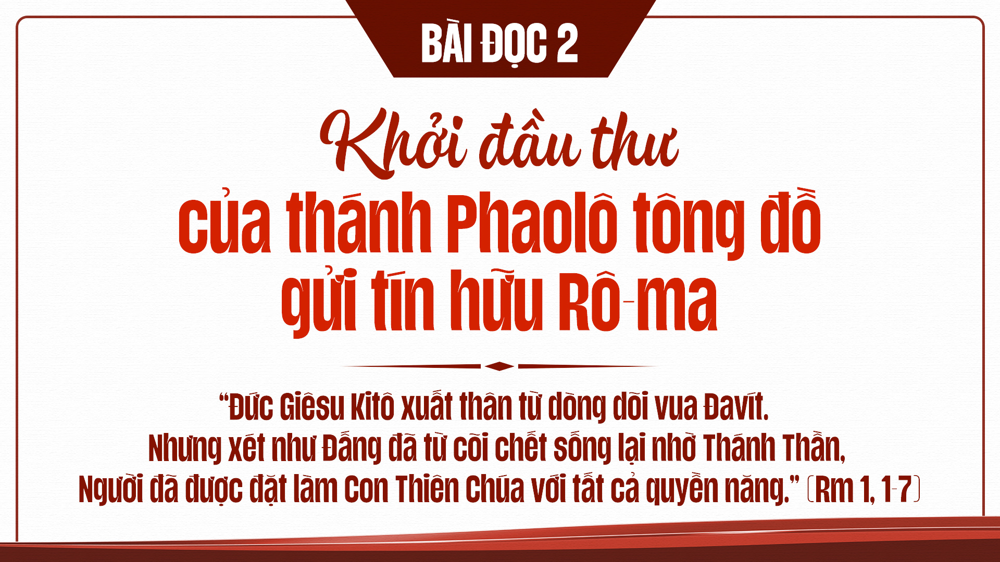 BÀI ĐỌC 2
Khởi đầu thư
của thánh Phaolô tông đồ
gửi tín hữu Rô-ma
“Đức Giêsu Kitô xuất thân từ dòng dõi vua Đavít.
Nhưng xét như Đấng đã từ cõi chết sống lại nhờ Thánh Thần,
Người đã được đặt làm Con Thiên Chúa với tất cả quyền năng.” (Rm 1, 1-7)